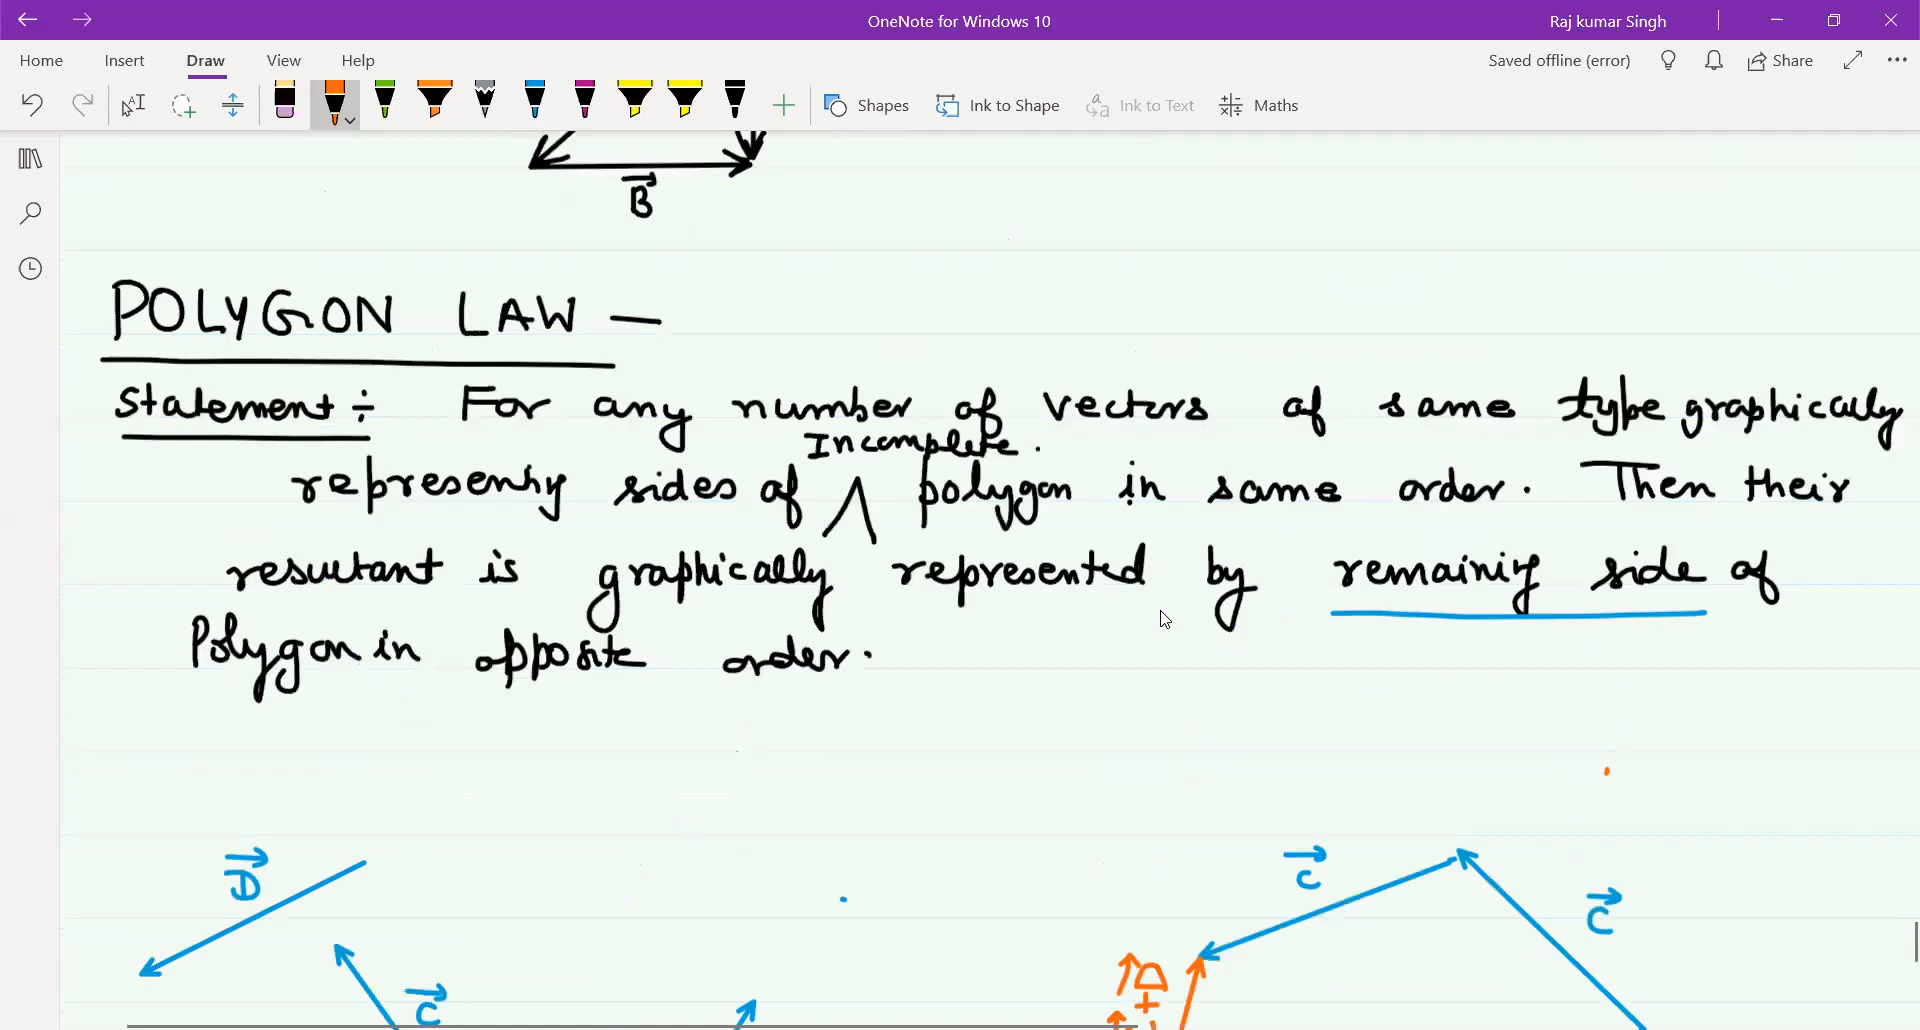 OneNote for Windows 10
Raj kumar Singh
Home Insert Draw View Help
Saved offline (error) Share
Shapes Ink to Shape Ink to Text Maths
B
POLYGON LAW —
Statement ÷ For any number of vectors of same type graphically
Incomplete.
represenhy sides of ⋀ polygon in same order. Then their
resultant is graphically represented by remaining side of
Polygon in opposite order.
D
C
C
C
D
+